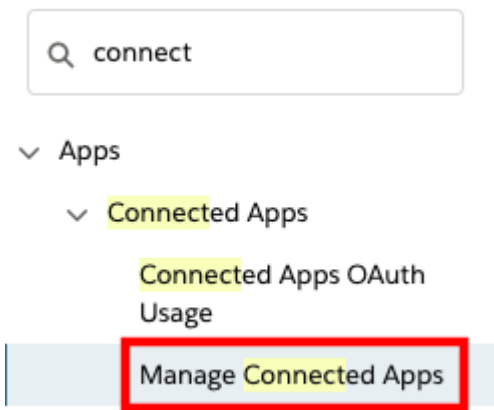 connect
Apps
Connected Apps
Connected Apps OAuth
Usage
Manage Connected Apps